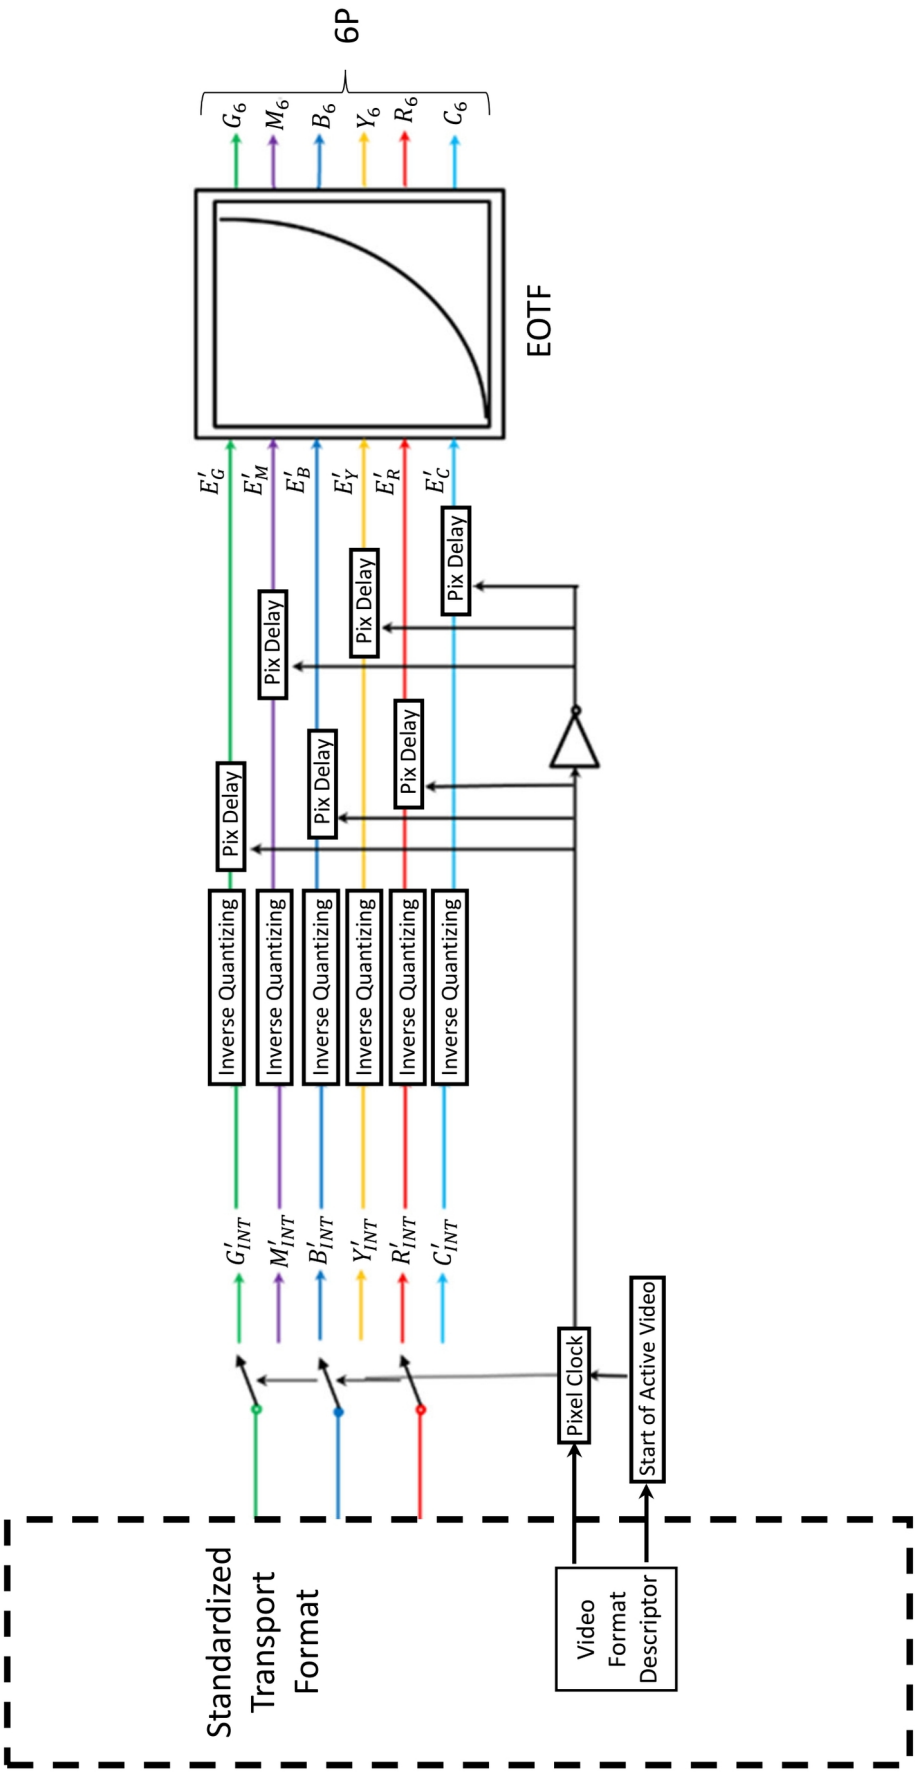 Standardized
Transport
Format
Video
Format
Descriptor
Pixel Clock
Start of Active Video
G′INT
M′INT
B′INT
Y′INT
R′INT
C′INT
Inverse Quantizing
Inverse Quantizing
Inverse Quantizing
Inverse Quantizing
Inverse Quantizing
Inverse Quantizing
Pix Delay
Pix Delay
Pix Delay
Pix Delay
Pix Delay
Pix Delay
E′G
E′M
E′B
E′Y
E′R
E′C
EOTF
G6
M6
B6
Y6
R6
C6
6P